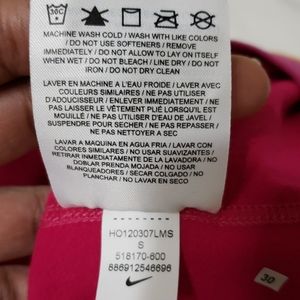 30C
MACHINE WASH COLD / WASH WITH LIKE COLORS
/ DO NOT USE SOFTENERS / REMOVE
IMMEDIATELY / DO NOT ALLOW TO LAY ON ITSELF
WHEN WET / DO NOT BLEACH / LINE DRY / DO NOT
IRON / DO NOT DRY CLEAN
LAVER EN MACHINE A L'EAU FROIDE / LAVER AVEC
COULEURS SIMILAIRES / NE PAS UTILISER
D'ADOUCISSEUR / ENLEVER IMMEDIATEMENT / NE
PAS LAISSER LE VÊTEMENT PLIÉ LORSQU'IL EST
MOUILLÉ / NE PAS UTILISER D'EAU DE JAVEL /
SUSPENDRE POUR SECHER / NE PAS REPASSER /
NE PAS NETTOYER A SEC
LAVAR A MAQUINA EN AGUA FRIA / LAVAR CON
COLORES SIMILARES / NO USAR SUAVIZANTES /
RETIRAR INMEDIATAMENTE DE LA LAVADORA / NO
DOBLAR PRENDA MOJADA / NO USAR
BLANQUEADORES / SECAR COLGADO / NO
PLANCHAR / NO LAVAR EN SECO
HO120307LMS
S
518170-600
886912546696
30